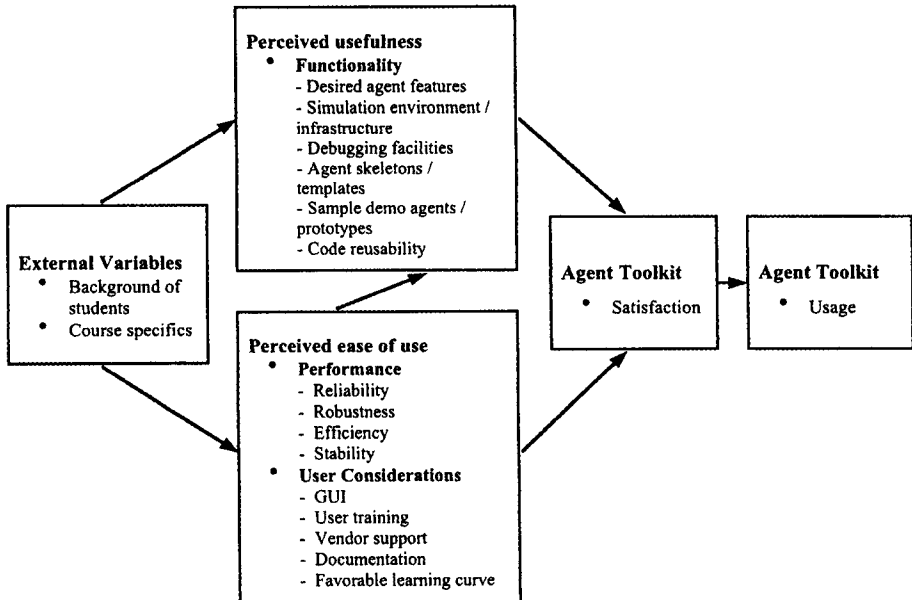 Perceived usefulness
• Functionality
- Desired agent features
- Simulation environment /
infrastructure
- Debugging facilities
- Agent skeletons /
templates
- Sample demo agents /
prototypes
- Code reusability
External Variables
• Background of
students
• Course specifics
Perceived ease of use
• Performance
- Reliability
- Robustness
- Efficiency
- Stability
• User Considerations
- GUI
- User training
- Vendor support
- Documentation
- Favorable learning curve
Agent Toolkit
• Satisfaction
Agent Toolkit
• Usage